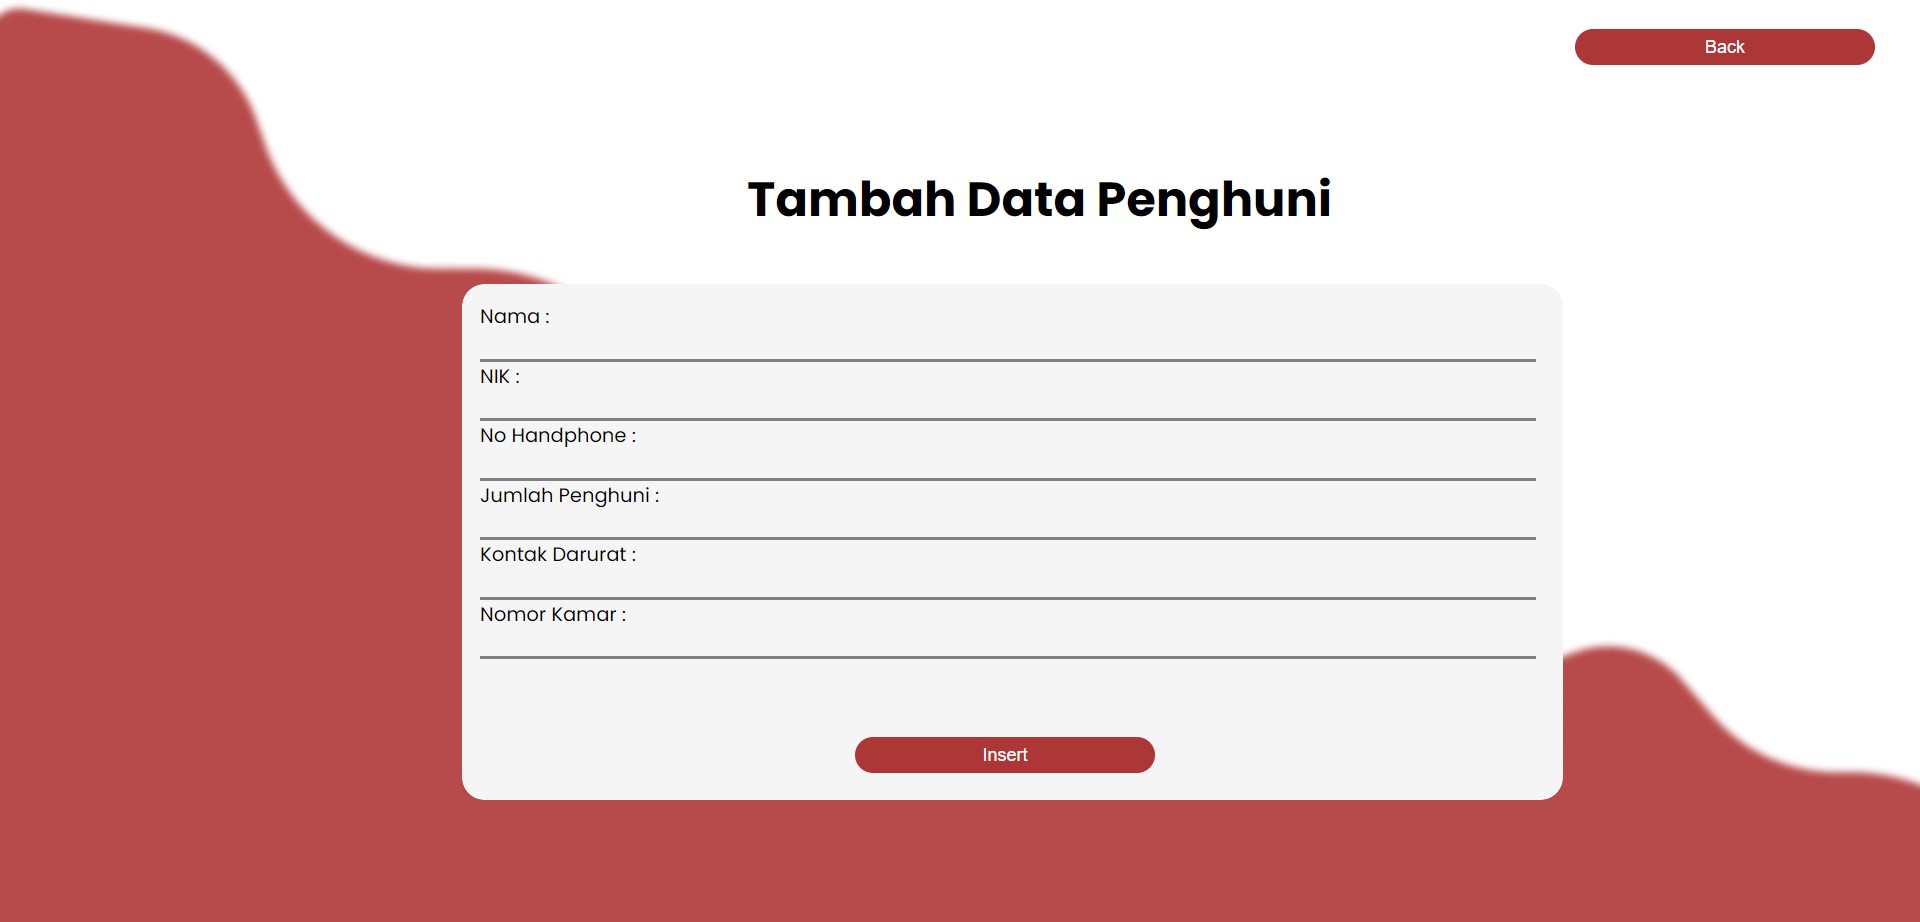 Back
Tambah Data Penghuni
Nama :
NIK :
No Handphone :
Jumlah Penghuni :
Kontak Darurat :
Nomor Kamar :
Insert